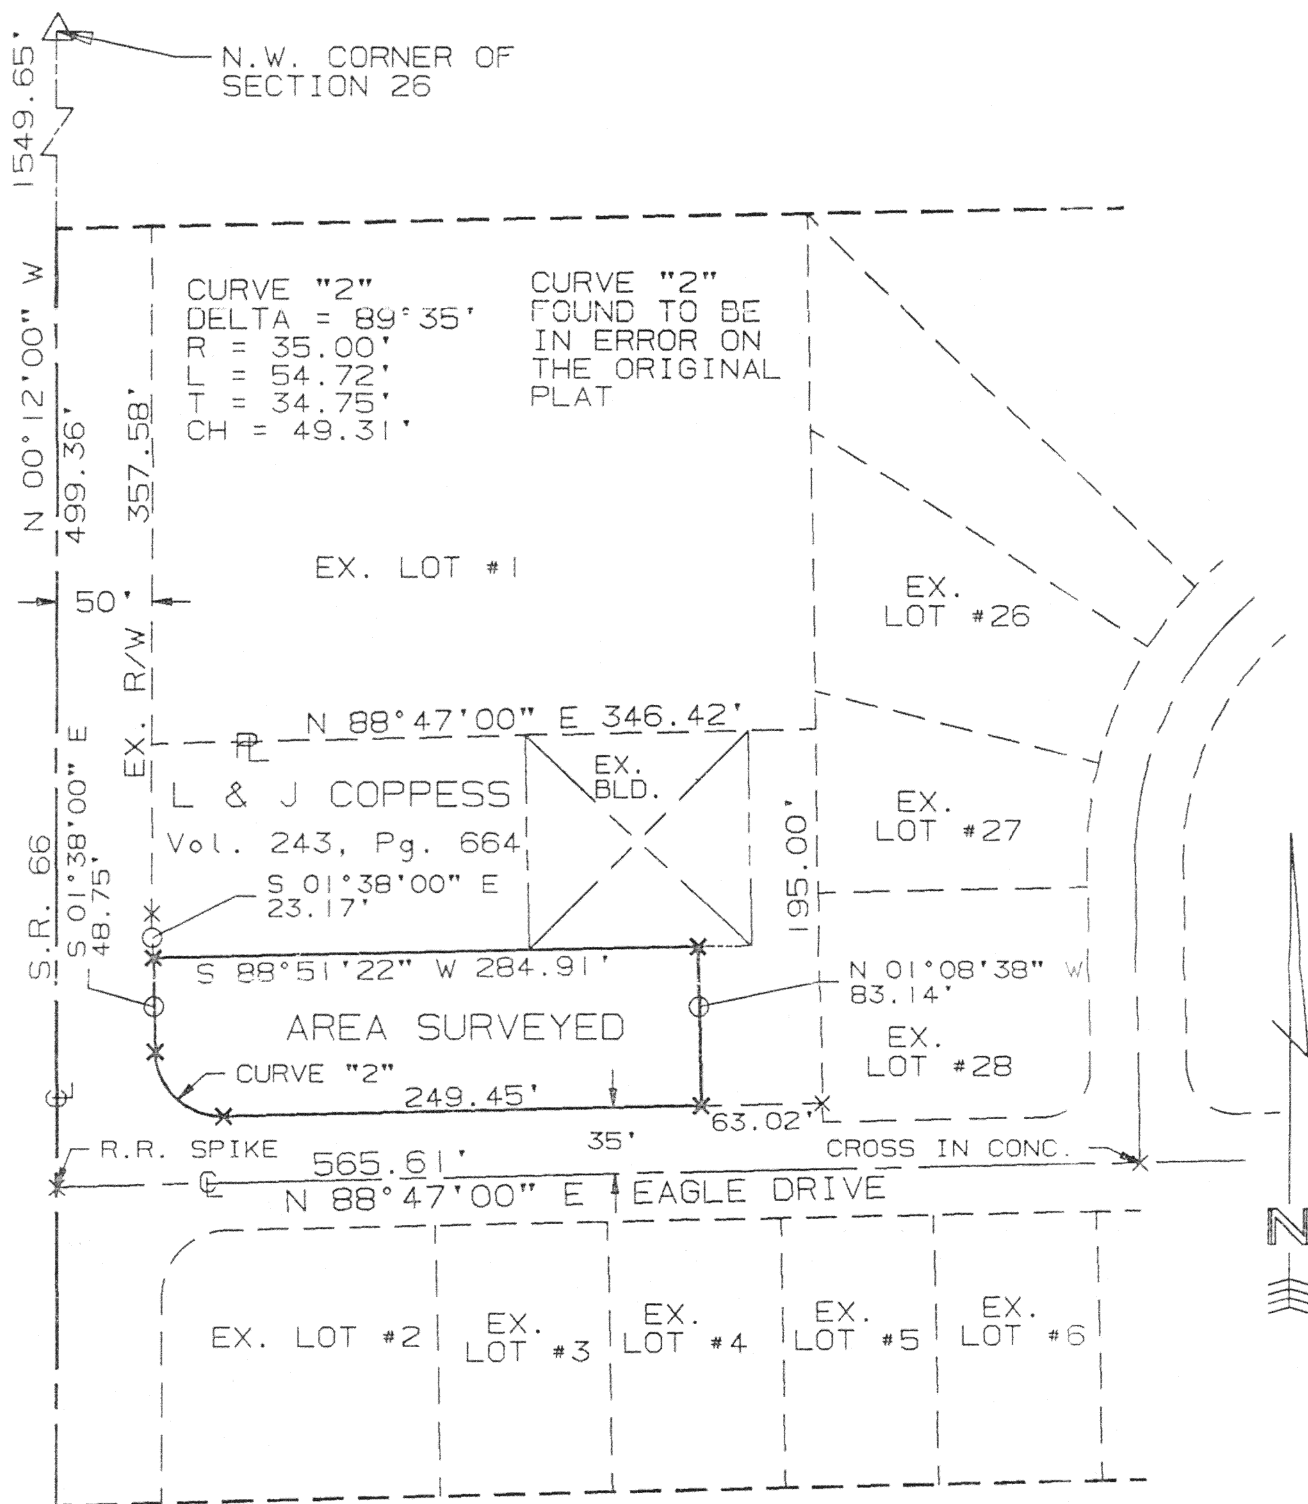 N.W. CORNER OF
SECTION 26
1549.65'
N 00°12'00" W
499.36'
357.58'
CURVE "2"
DELTA = 89°35'
R = 35.00'
L = 54.72'
T = 34.75'
CH = 49.31'
CURVE "2"
FOUND TO BE
IN ERROR ON
THE ORIGINAL
PLAT
EX. LOT #1
50'
EX. R/W
EX.
LOT #26
N 88°47'00" E 346.42'
PL
L & J COPPESS
Vol. 243, Pg. 664
EX.
BLD.
195.00'
EX.
LOT #27
S.R. 66
S 01°38'00" E
48.75'
S 01°38'00" E
23.17'
S 88°51'22" W 284.91'
N 01°08'38" W
83.14'
AREA SURVEYED
EX.
LOT #28
CURVE "2"
249.45'
63.02'
CL
35'
R.R. SPIKE
CROSS IN CONC.
565.61'
CL
N 88°47'00" E
EAGLE DRIVE
N
EX. LOT #2
EX.
LOT #3
EX.
LOT #4
EX.
LOT #5
EX.
LOT #6